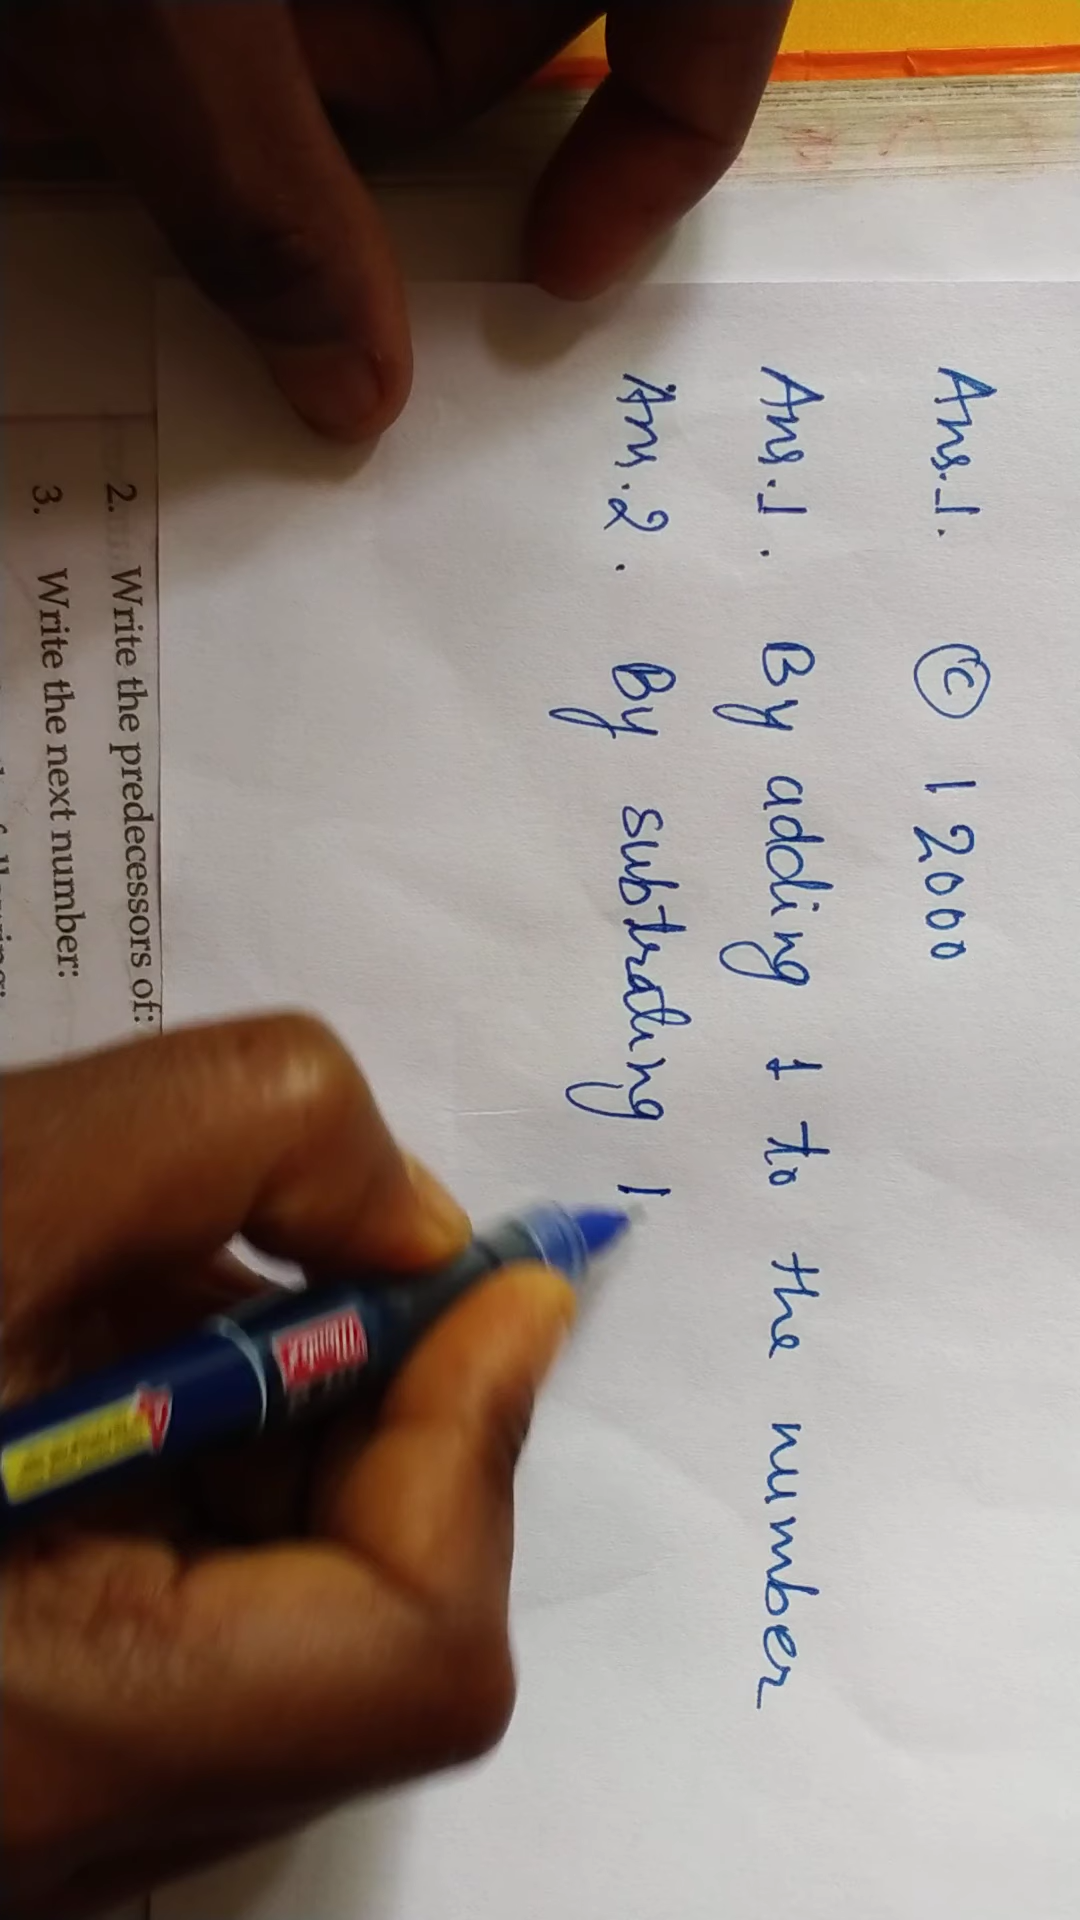 Ans.1. (c) 12000
Ans.1. By adding 1 to the number
Ans.2. By substrating 1
2. Write the predecessors of:
3. Write the next number: